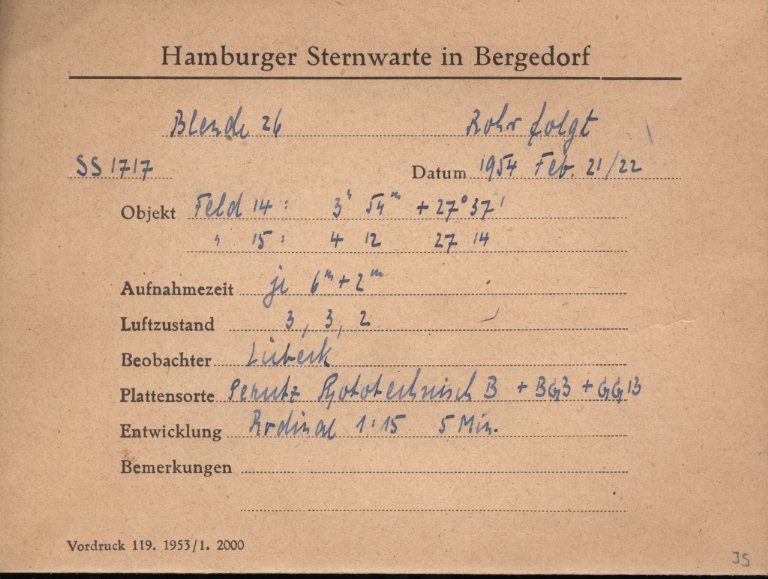 Hamburger Sternwarte in Bergedorf
Blende 26 Rohr folgt
SS 1717 Datum 1954 Feb. 21/22
Objekt Feld 14 : 3h 54m +27°37'
" 15 : 4 12 27 14
Aufnahmezeit je 6m + 2m
Luftzustand 3, 3, 2
Beobachter Lübeck
Plattensorte Perutz Phototechnisch B + BG3 + GG13
Entwicklung Rodinal 1:15 5 Min.
Bemerkungen
Vordruck 119. 1953/1. 2000